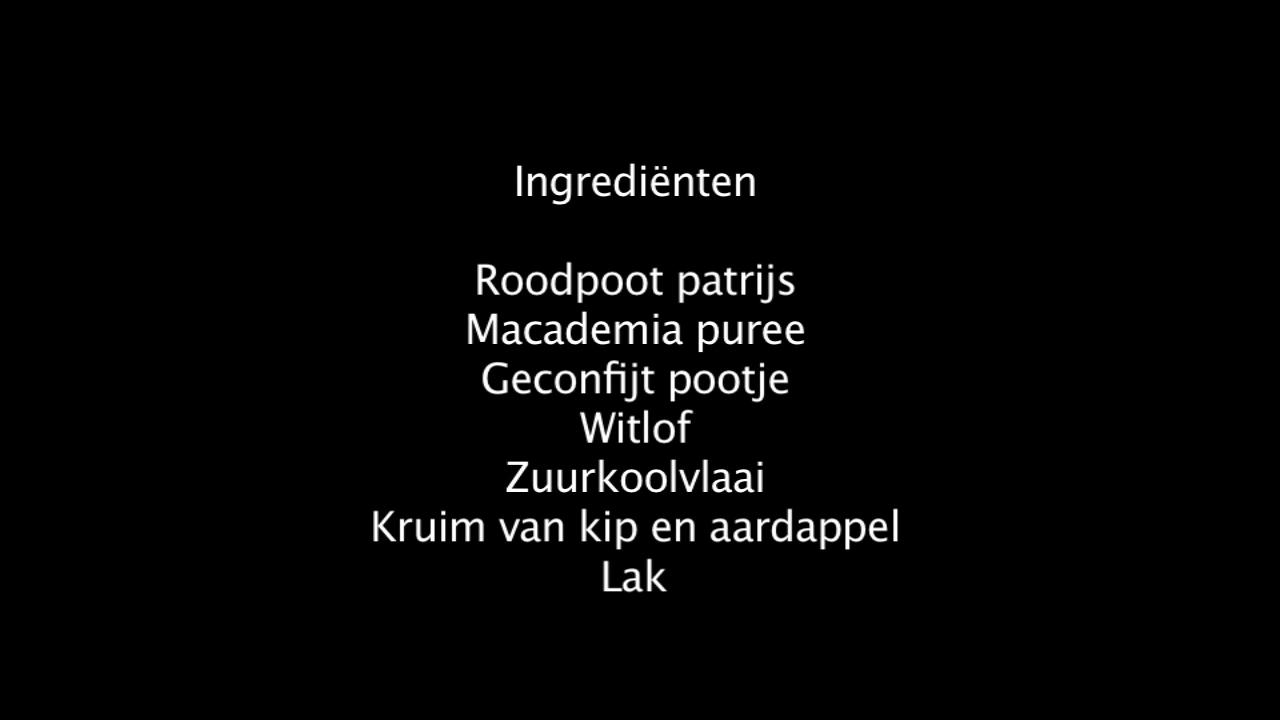 Ingrediënten
Roodpoot patrijs
Macademia puree
Geconfijt pootje
Witlof
Zuurkoolvlaai
Kruim van kip en aardappel
Lak